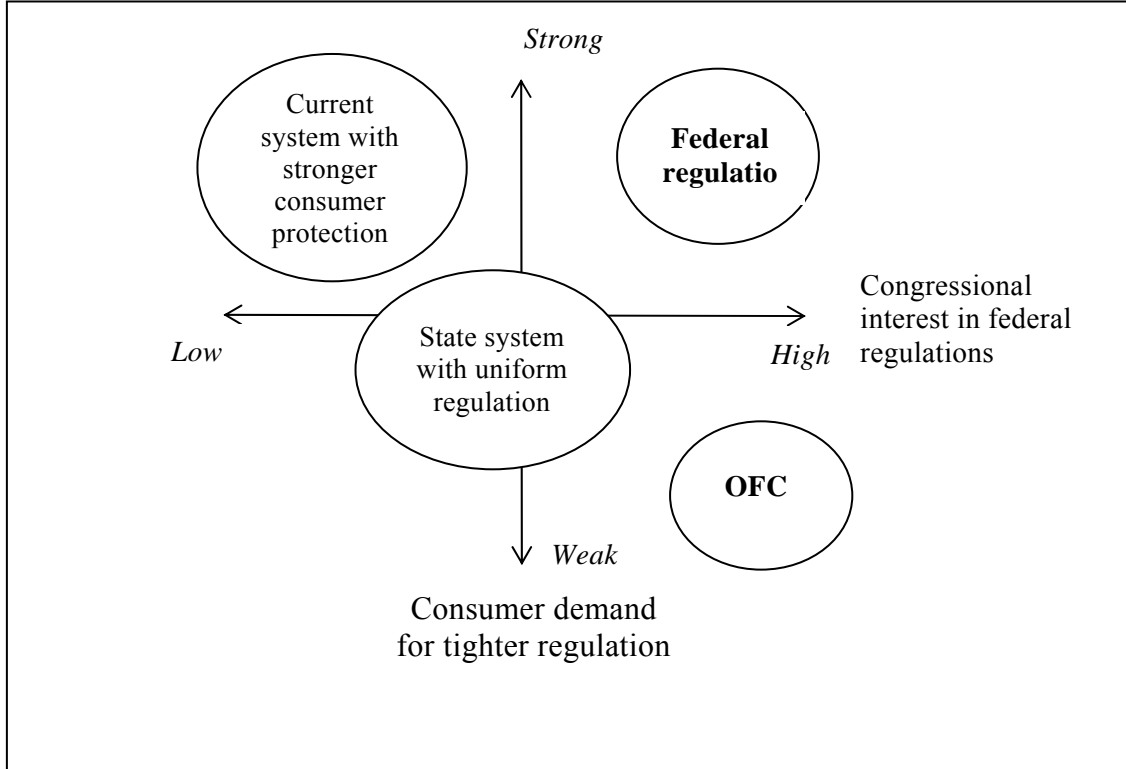 Strong
Current
system with
stronger
consumer
protection
Federal
regulatio
Congressional
interest in federal
regulations
Low
State system
with uniform
regulation
High
OFC
Weak
Consumer demand
for tighter regulation